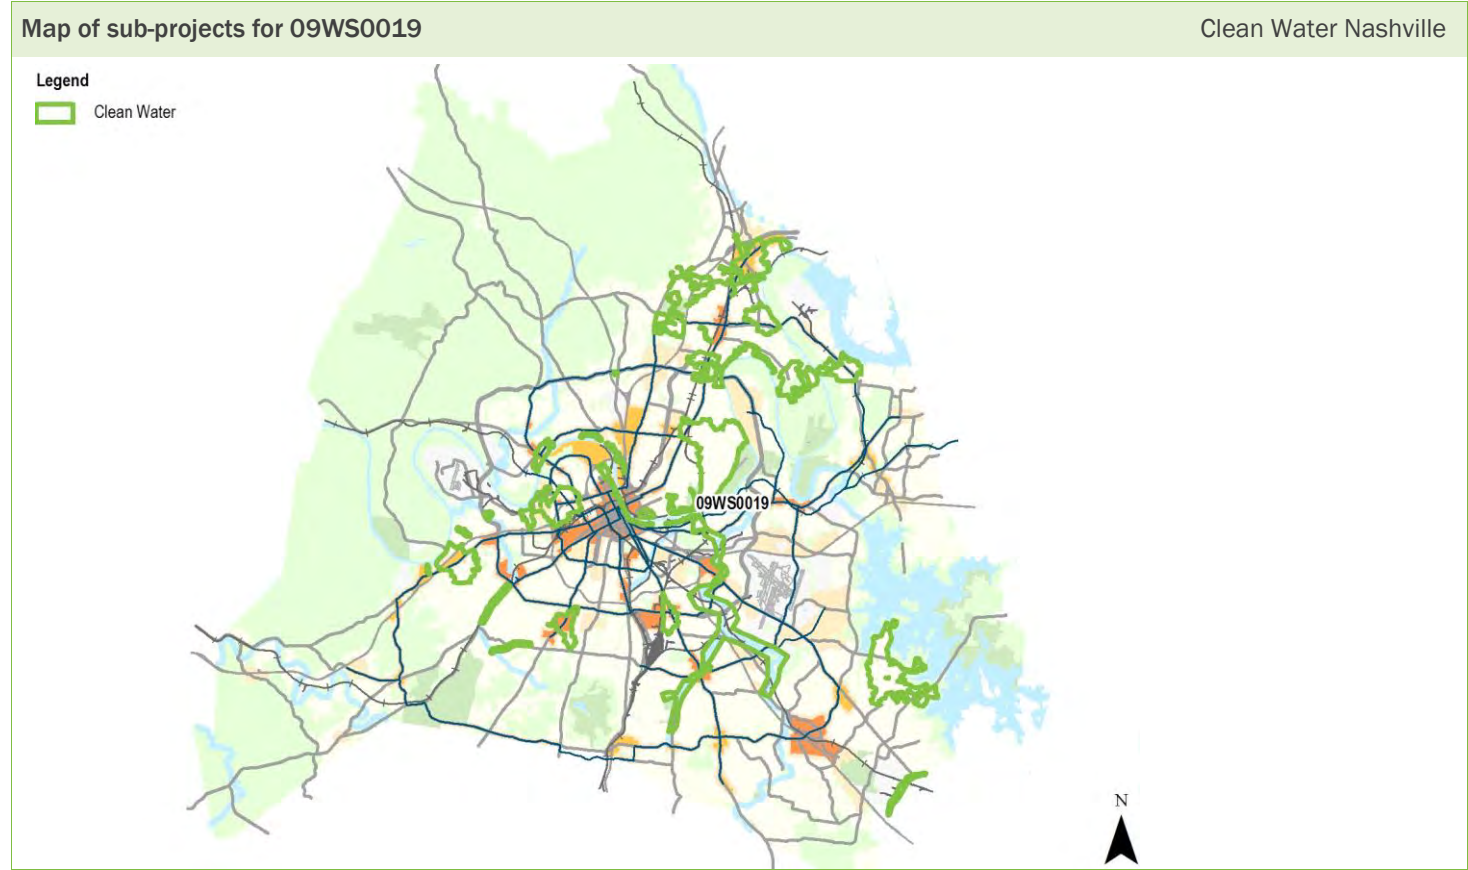 Map of sub-projects for 09WS0019
Clean Water Nashville
Legend
Clean Water
09WS0019
N